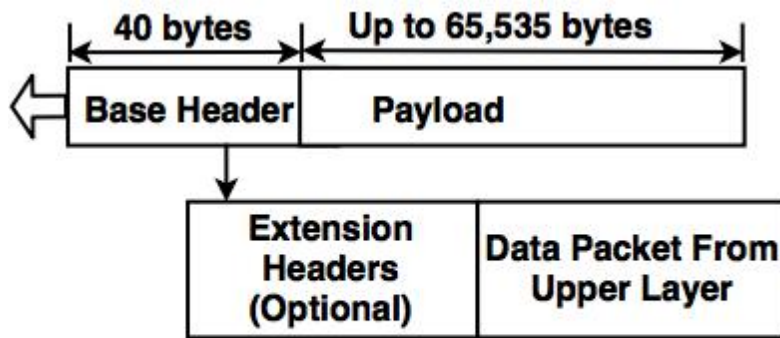 40 bytes
Up to 65,535 bytes
Base Header
Payload
Extension
Headers
(Optional)
Data Packet From
Upper Layer